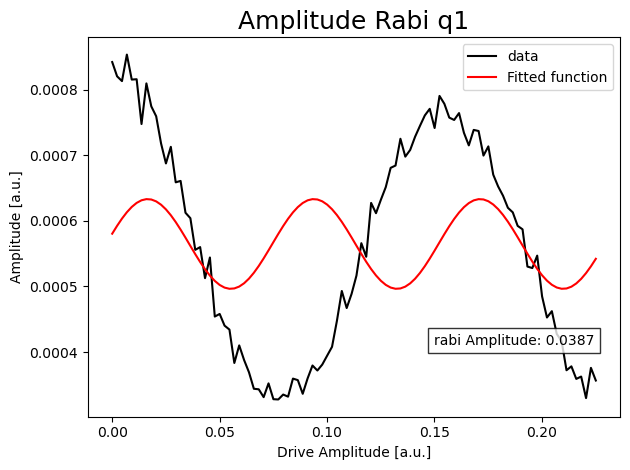 Amplitude Rabi q1
data
Fitted function
Amplitude [a.u.]
0.0008
0.0007
0.0006
0.0005
0.0004
rabi Amplitude: 0.0387
0.00
0.05
0.10
0.15
0.20
Drive Amplitude [a.u.]